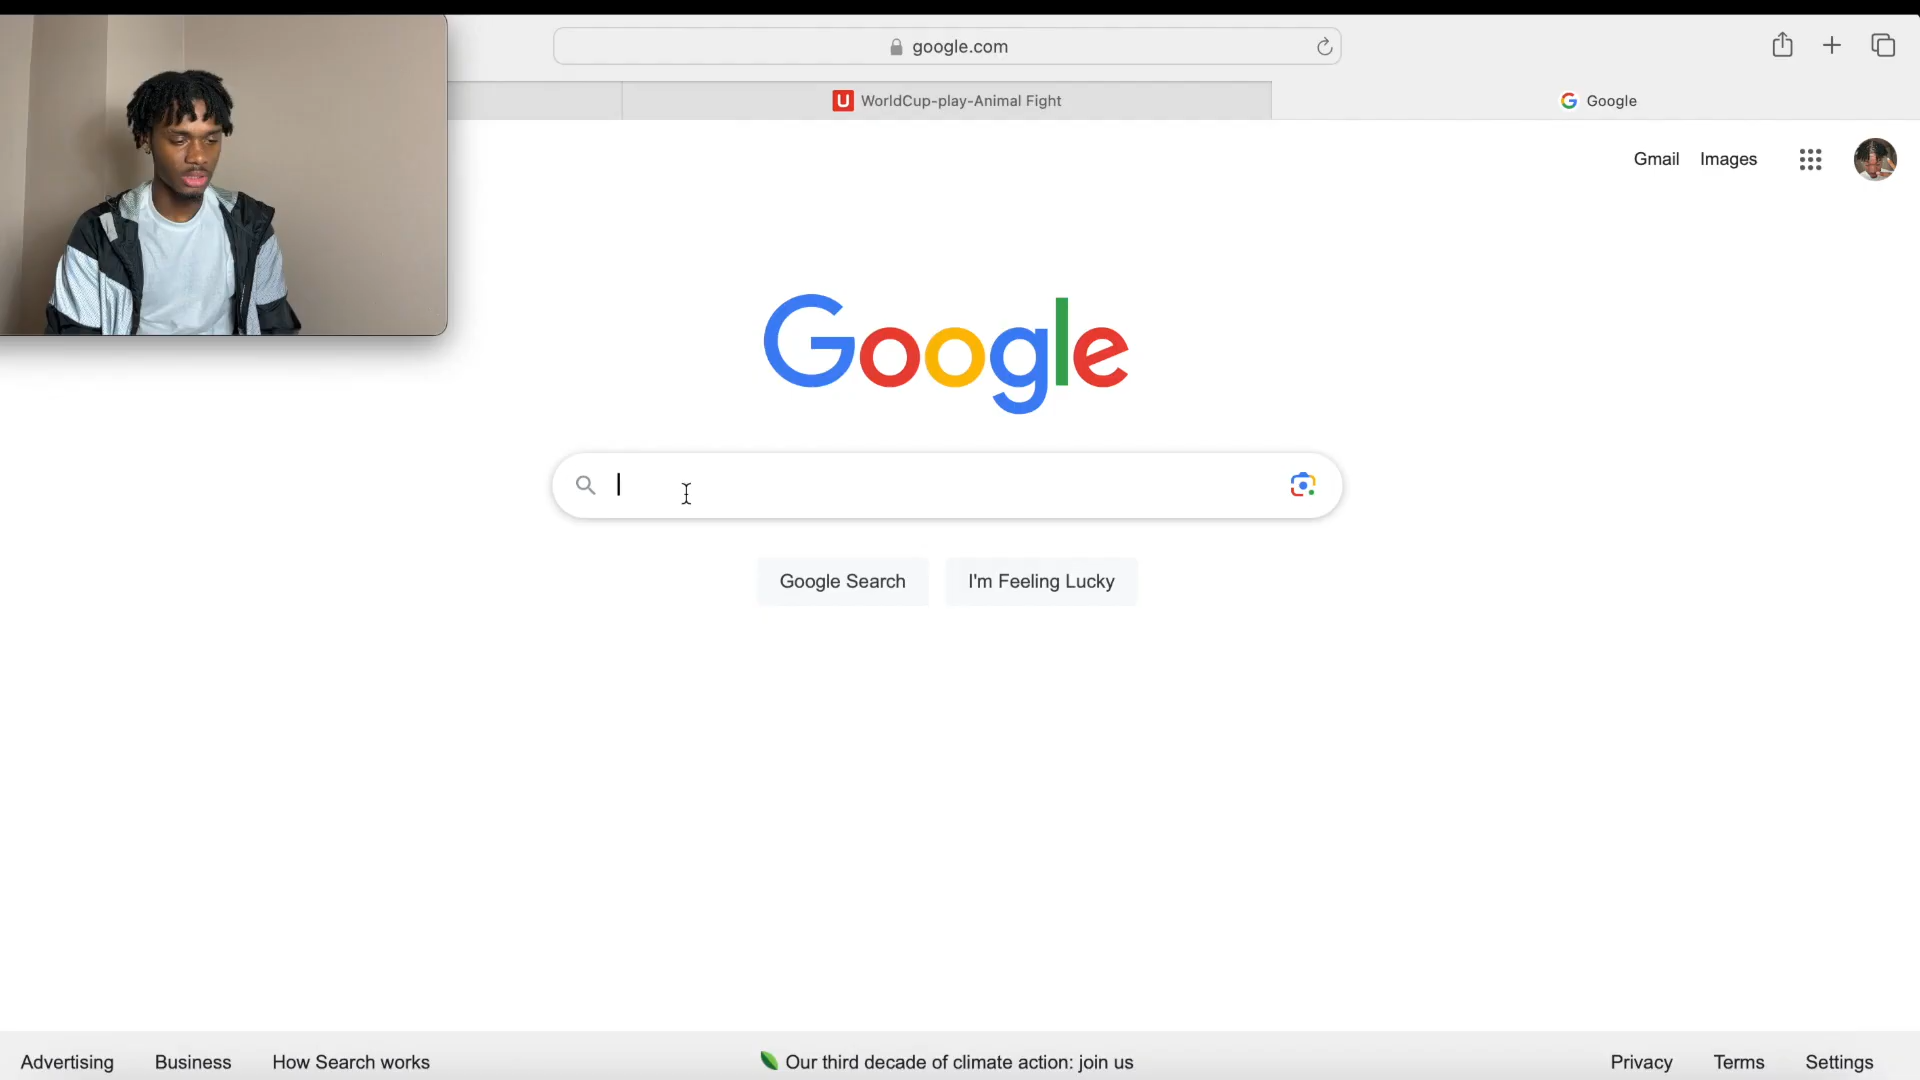 google.com
U WorldCup-play-Animal Fight
Google
Gmail Images
Google
Google Search I'm Feeling Lucky
Advertising Business How Search works Our third decade of climate action: join us Privacy Terms Settings